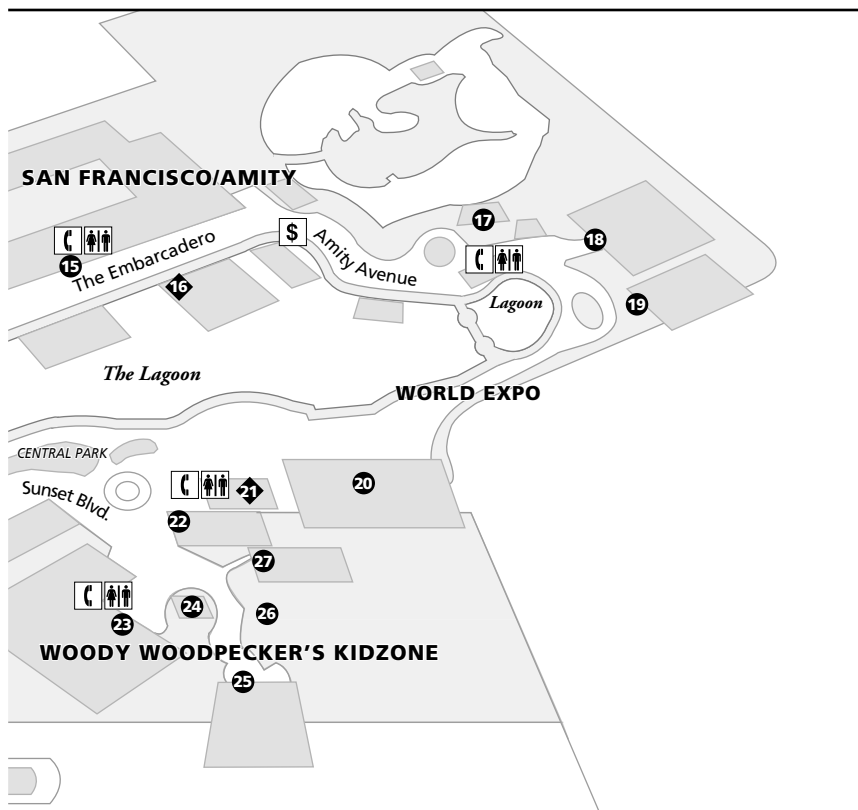 SAN FRANCISCO/AMITY
17
$
Amity Avenue
18
The Embarcadero
15
16
Lagoon
19
The Lagoon
WORLD EXPO
CENTRAL PARK
Sunset Blvd.
20
21
22
27
24
26
23
WOODY WOODPECKER'S KIDZONE
25